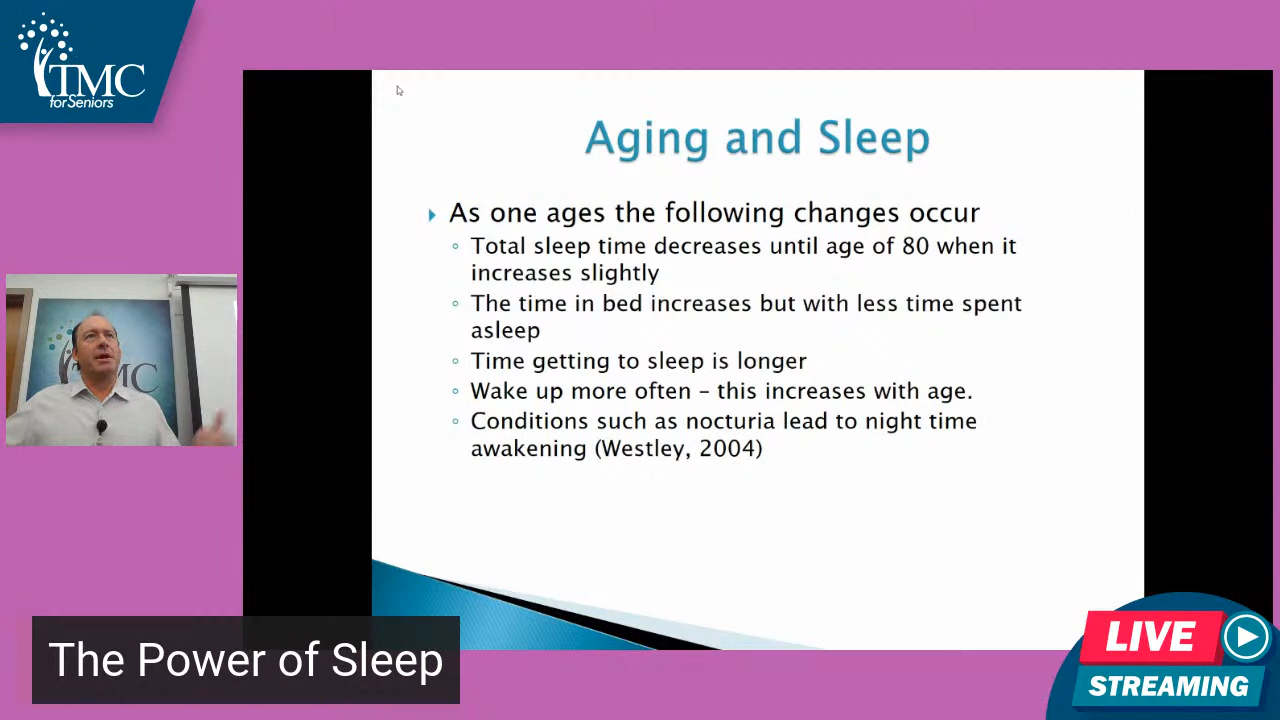 TMC
for Seniors
Aging and Sleep
As one ages the following changes occur
Total sleep time decreases until age of 80 when it
increases slightly
The time in bed increases but with less time spent
asleep
Time getting to sleep is longer
Wake up more often – this increases with age.
Conditions such as nocturia lead to night time
awakening (Westley, 2004)
TMC
The Power of Sleep
LIVE
STREAMING